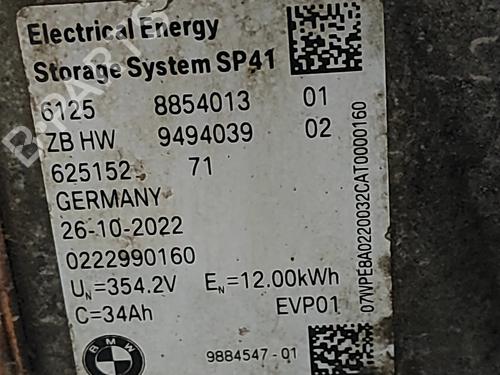 Electrical Energy
Storage System SP41
6125 8854013 01
ZB HW 9494039 02
625152 71
GERMANY
26-10-2022
0222990160
UN=354.2V EN=12.00kWh
C=34Ah EVP01
BMW
9884547-01
07WPE8A0220032CAT0000160